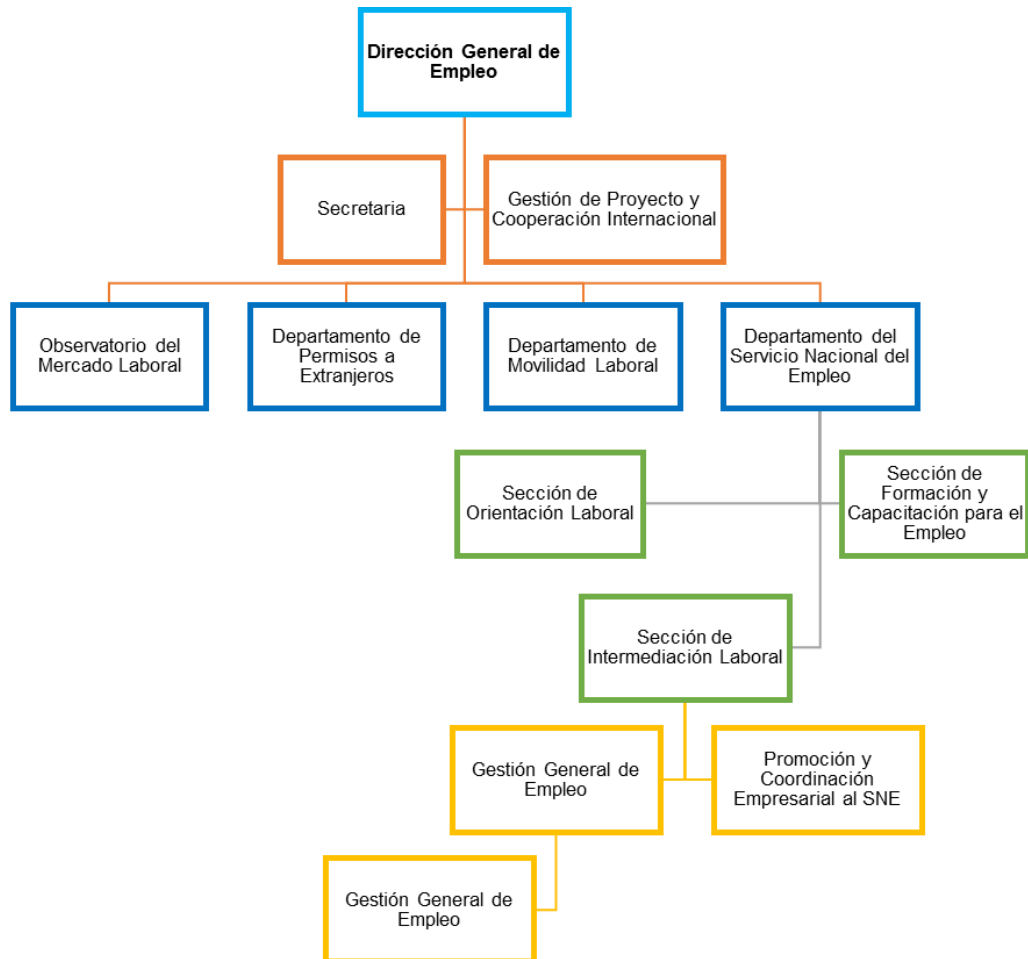 Dirección General de
Empleo
Secretaria
Gestión de Proyecto y
Cooperación Internacional
Observatorio del
Mercado Laboral
Departamento de
Permisos a
Extranjeros
Departamento de
Movilidad Laboral
Departamento del
Servicio Nacional del
Empleo
Sección de
Orientación Laboral
Sección de
Formación y
Capacitación para el
Empleo
Sección de
Intermediación Laboral
Gestión General de
Empleo
Promoción y
Coordinación
Empresarial al SNE
Gestión General de
Empleo